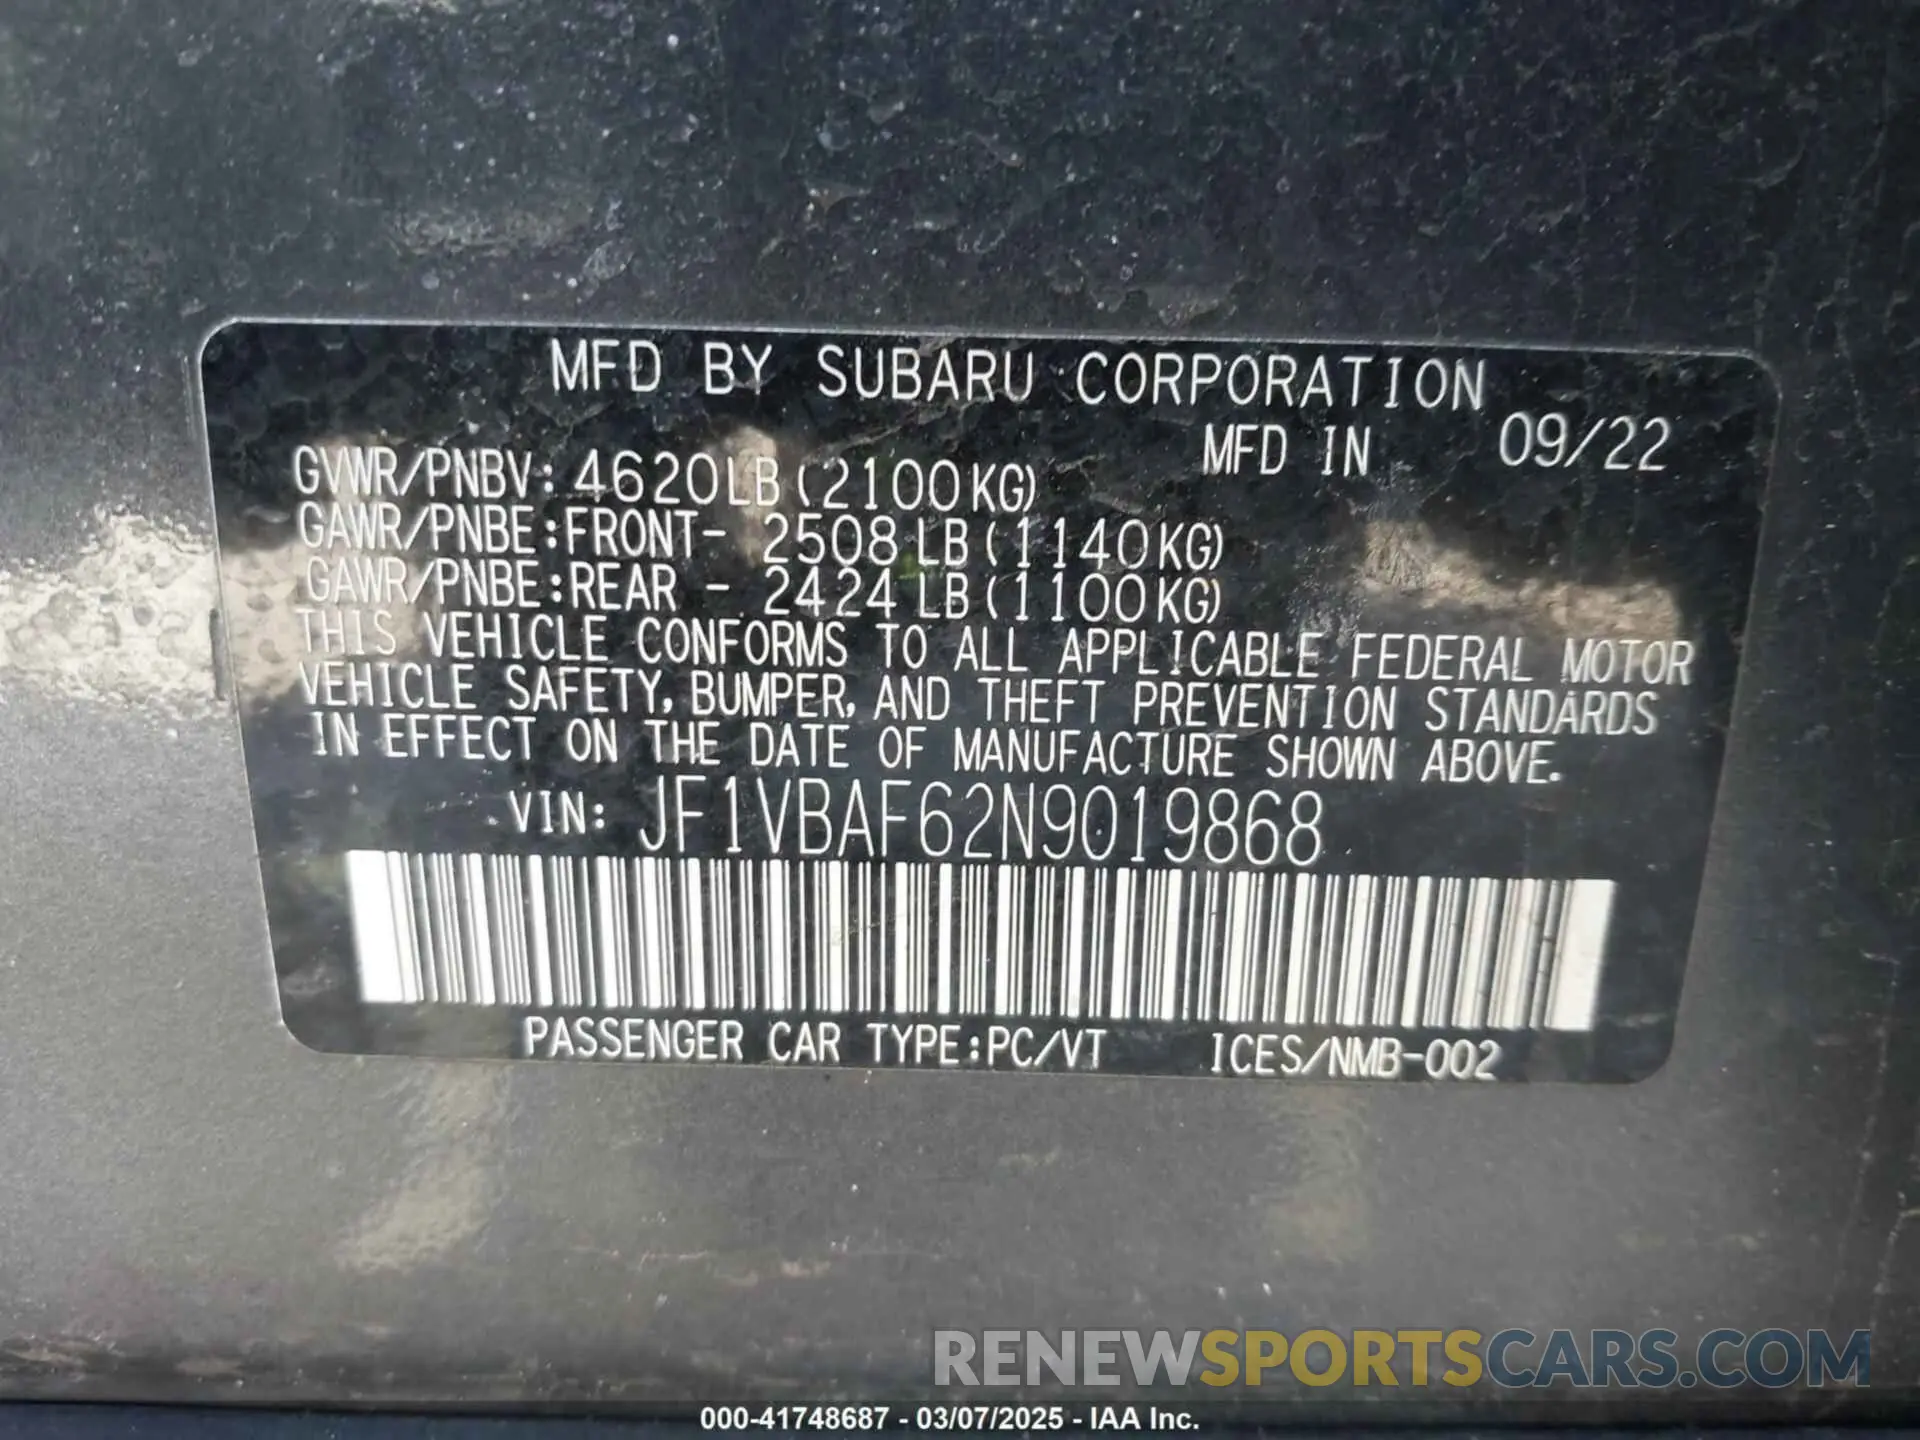 MFD BY SUBARU CORPORATION
MFD IN 09/22
GVWR/PNBV: 4620LB (2100KG)
GAWR/PNBE:FRONT- 2508 LB (1140KG)
GAWR/PNBE:REAR - 2424 LB (1100KG)
THIS VEHICLE CONFORMS TO ALL APPLICABLE FEDERAL MOTOR
VEHICLE SAFETY, BUMPER, AND THEFT PREVENTION STANDARDS
IN EFFECT ON THE DATE OF MANUFACTURE SHOWN ABOVE.
VIN: JF1VBAF62N9019868
PASSENGER CAR TYPE:PC/VT ICES/NMB-002
RENEWSPORTSCARS.COM
000-41748687 - 03/07/2025 - IAA Inc.